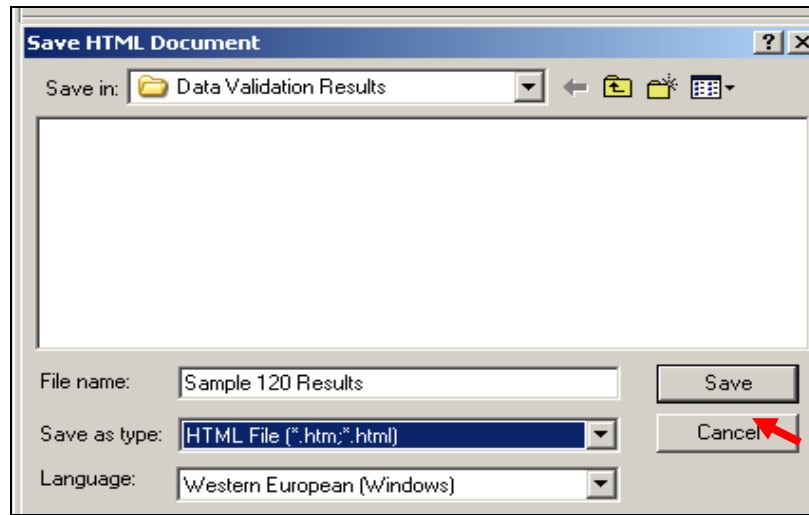 Save HTML Document
Save in: Data Validation Results
File name: Sample 120 Results
Save
Save as type: HTML File (*.htm;*.html)
Cancel
Language: Western European (Windows)